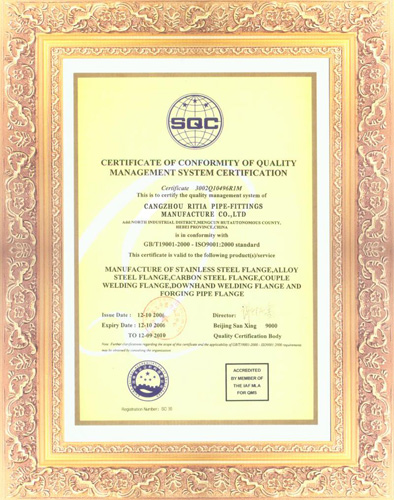 SQC
CERTIFICATE OF CONFORMITY OF QUALITY
MANAGEMENT SYSTEM CERTIFICATION
Certificate 3002Q10496R1M
This is to certify the quality management system of
CANGZHOU RITIA PIPE-FITTINGS
MANUFACTURE CO.,LTD
add:NORTH INDUSTRIAL DISTRICT,MENGCUN HUI AUTONOMOUS COUNTY,
HEBEI PROVINCE,CHINA
is in conformity with
GB/T19001-2000 - ISO9001:2000 standard
This certificate is valid to the following product(s)/service
MANUFACTURE OF STAINLESS STEEL FLANGE,ALLOY
STEEL FLANGE,CARBON STEEL FLANGE,COUPLE
WELDING FLANGE,DOWNHAND WELDING FLANGE AND
FORGING PIPE FLANGE
Issue Date : 12-10 2006
Director:
Expiry Date : 12-10 2006
Beijing San Xing 9000
TO 12-09-2009
Quality Certification Body
Note: Further clarification regarding the scope of this certificate and the applicability of GB/T19001-2000 - ISO9001:2000 requirements
may be obtained by consulting the organization
ACCREDITED
BY MEMBER OF
THE IAF MLA
FOR QMS
Registration Number: